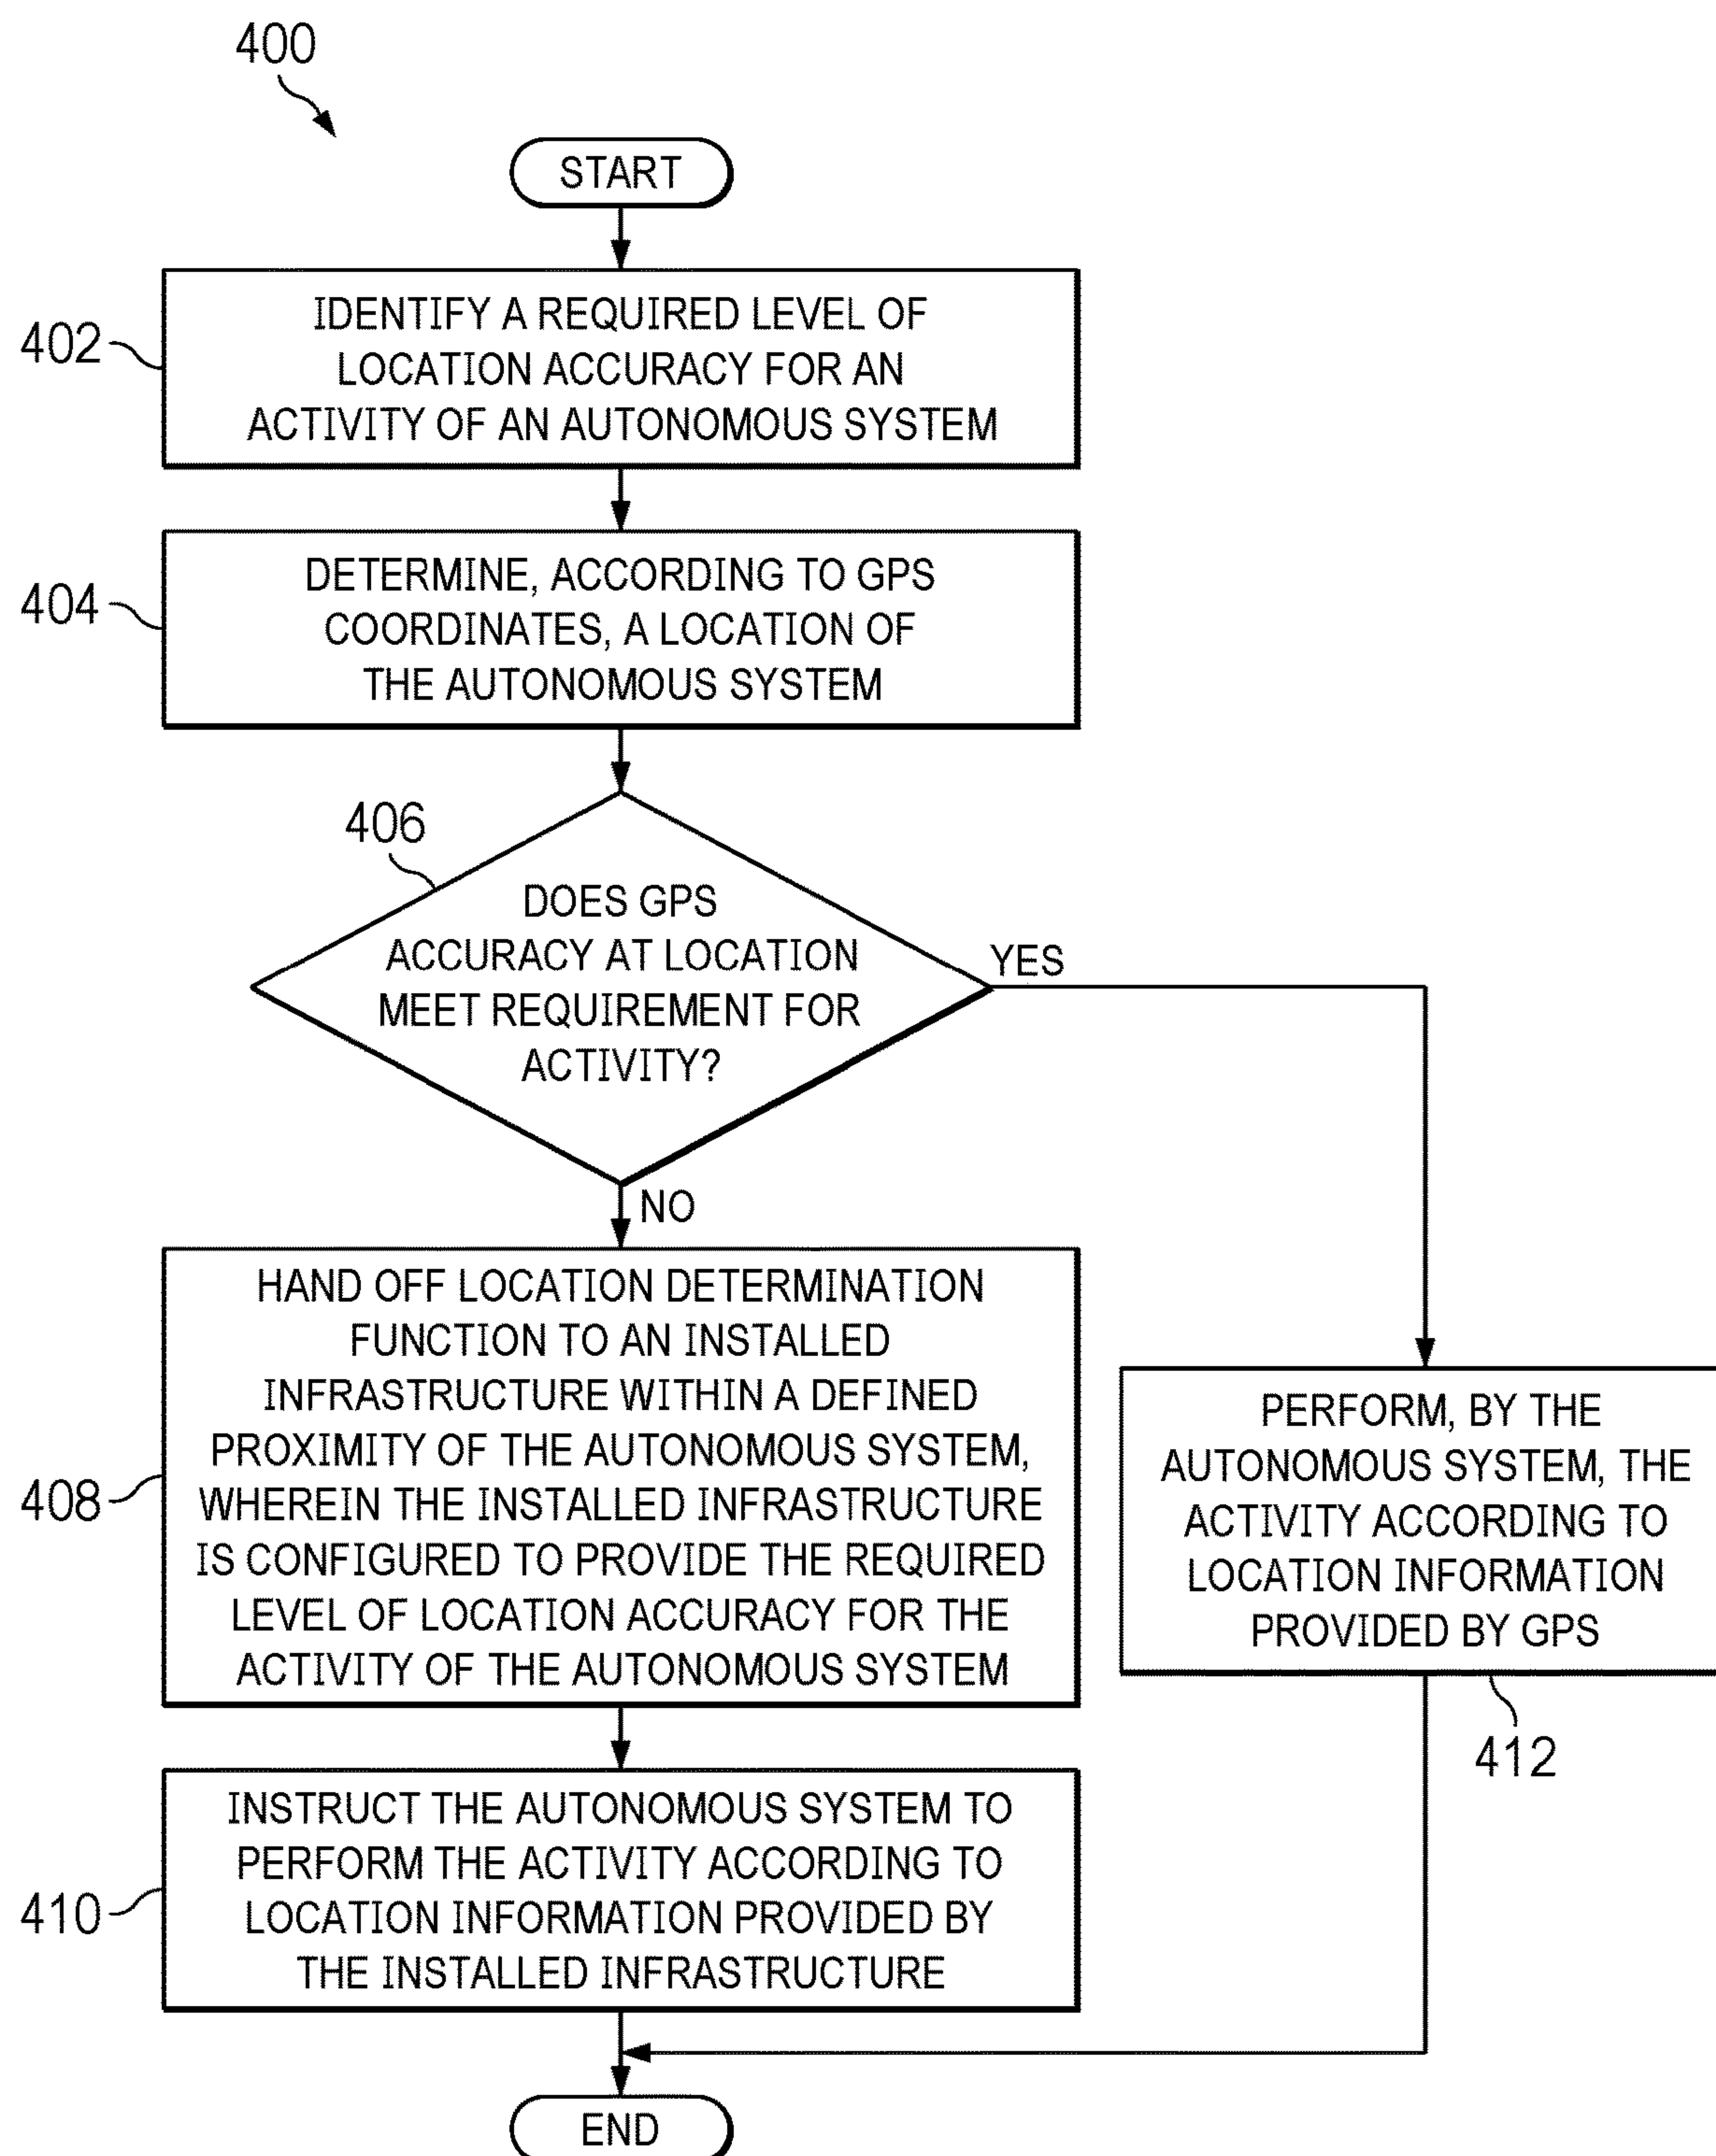 400
START
402
IDENTIFY A REQUIRED LEVEL OF
LOCATION ACCURACY FOR AN
ACTIVITY OF AN AUTONOMOUS SYSTEM
404
DETERMINE, ACCORDING TO GPS
COORDINATES, A LOCATION OF
THE AUTONOMOUS SYSTEM
406
DOES GPS
ACCURACY AT LOCATION
MEET REQUIREMENT FOR
ACTIVITY?
YES
NO
408
HAND OFF LOCATION DETERMINATION
FUNCTION TO AN INSTALLED
INFRASTRUCTURE WITHIN A DEFINED
PROXIMITY OF THE AUTONOMOUS SYSTEM,
WHEREIN THE INSTALLED INFRASTRUCTURE
IS CONFIGURED TO PROVIDE THE REQUIRED
LEVEL OF LOCATION ACCURACY FOR THE
ACTIVITY OF THE AUTONOMOUS SYSTEM
PERFORM, BY THE
AUTONOMOUS SYSTEM, THE
ACTIVITY ACCORDING TO
LOCATION INFORMATION
PROVIDED BY GPS
412
410
INSTRUCT THE AUTONOMOUS SYSTEM TO
PERFORM THE ACTIVITY ACCORDING TO
LOCATION INFORMATION PROVIDED BY
THE INSTALLED INFRASTRUCTURE
END